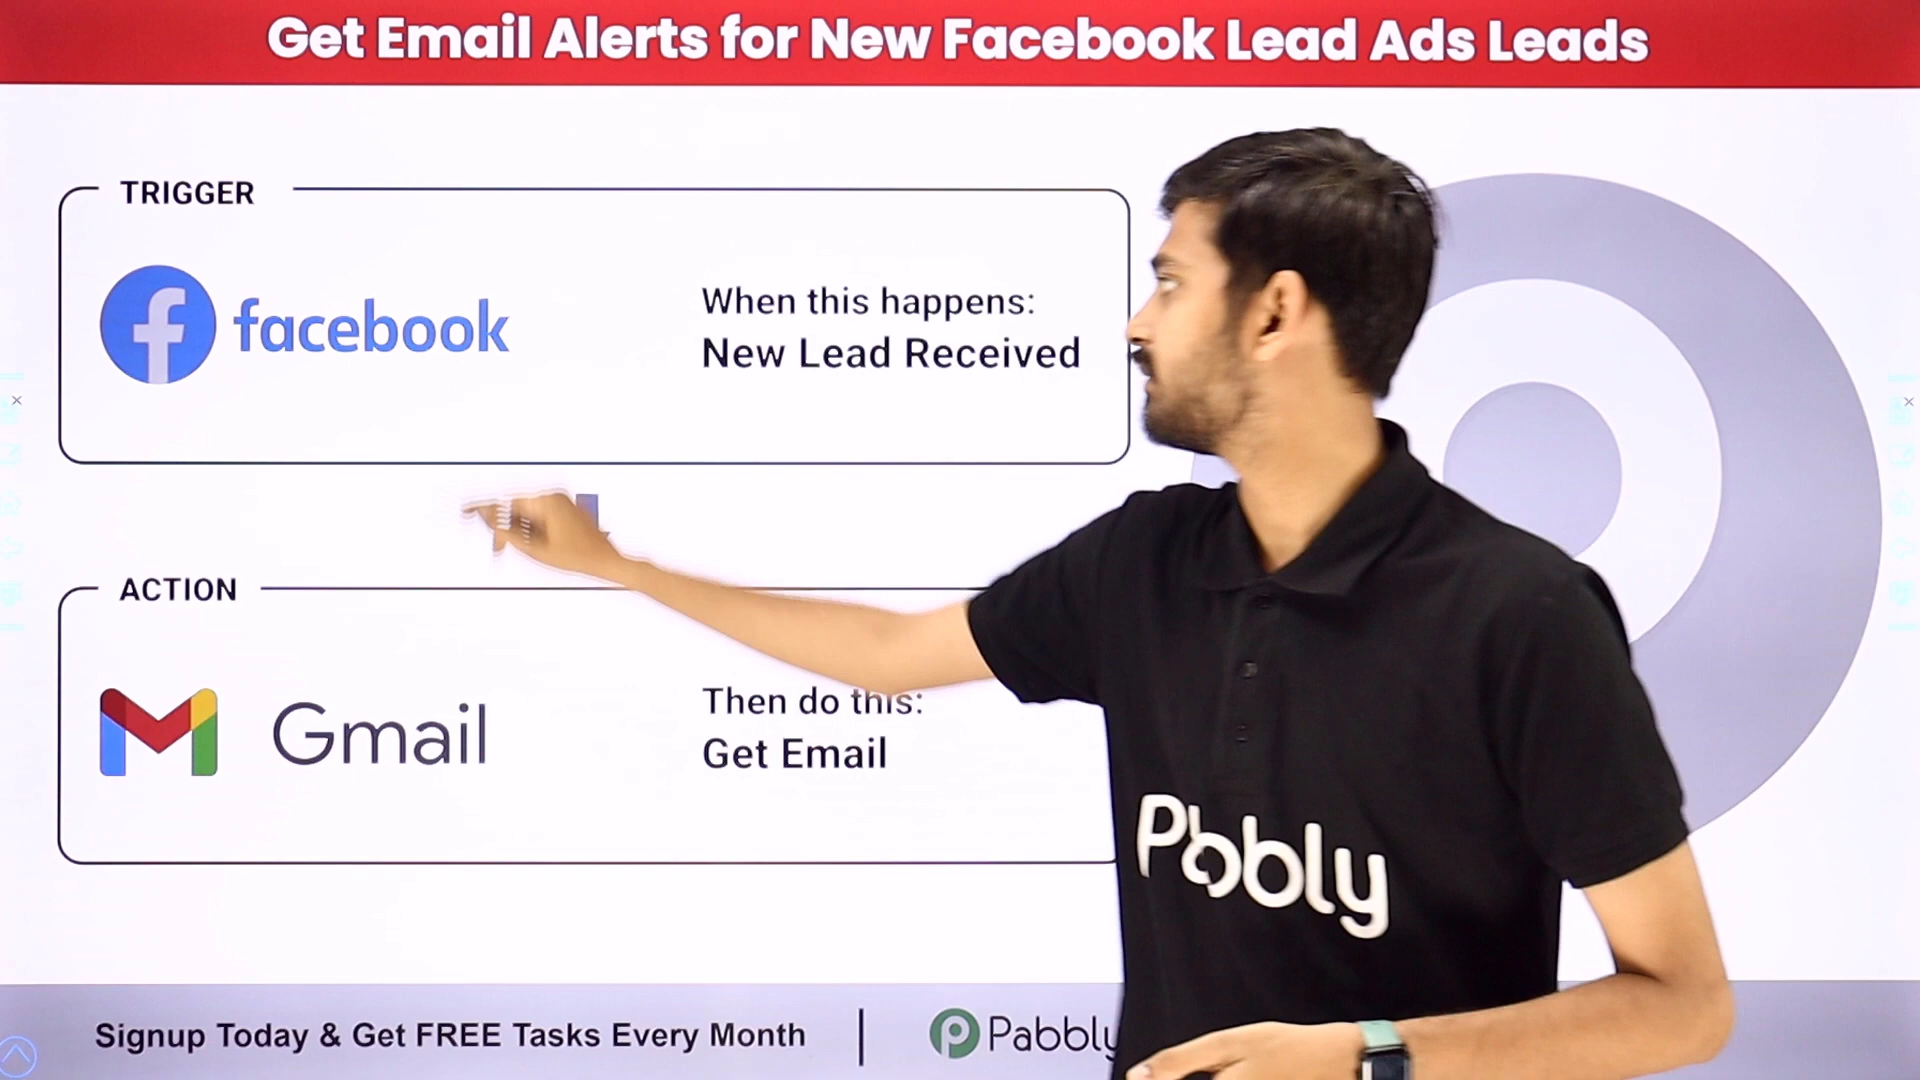 Get Email Alerts for New Facebook Lead Ads Leads
TRIGGER
facebook
When this happens:
New Lead Received
ACTION
Gmail
Then do this:
Get Email
Pabbly
Signup Today & Get FREE Tasks Every Month
Pabbly